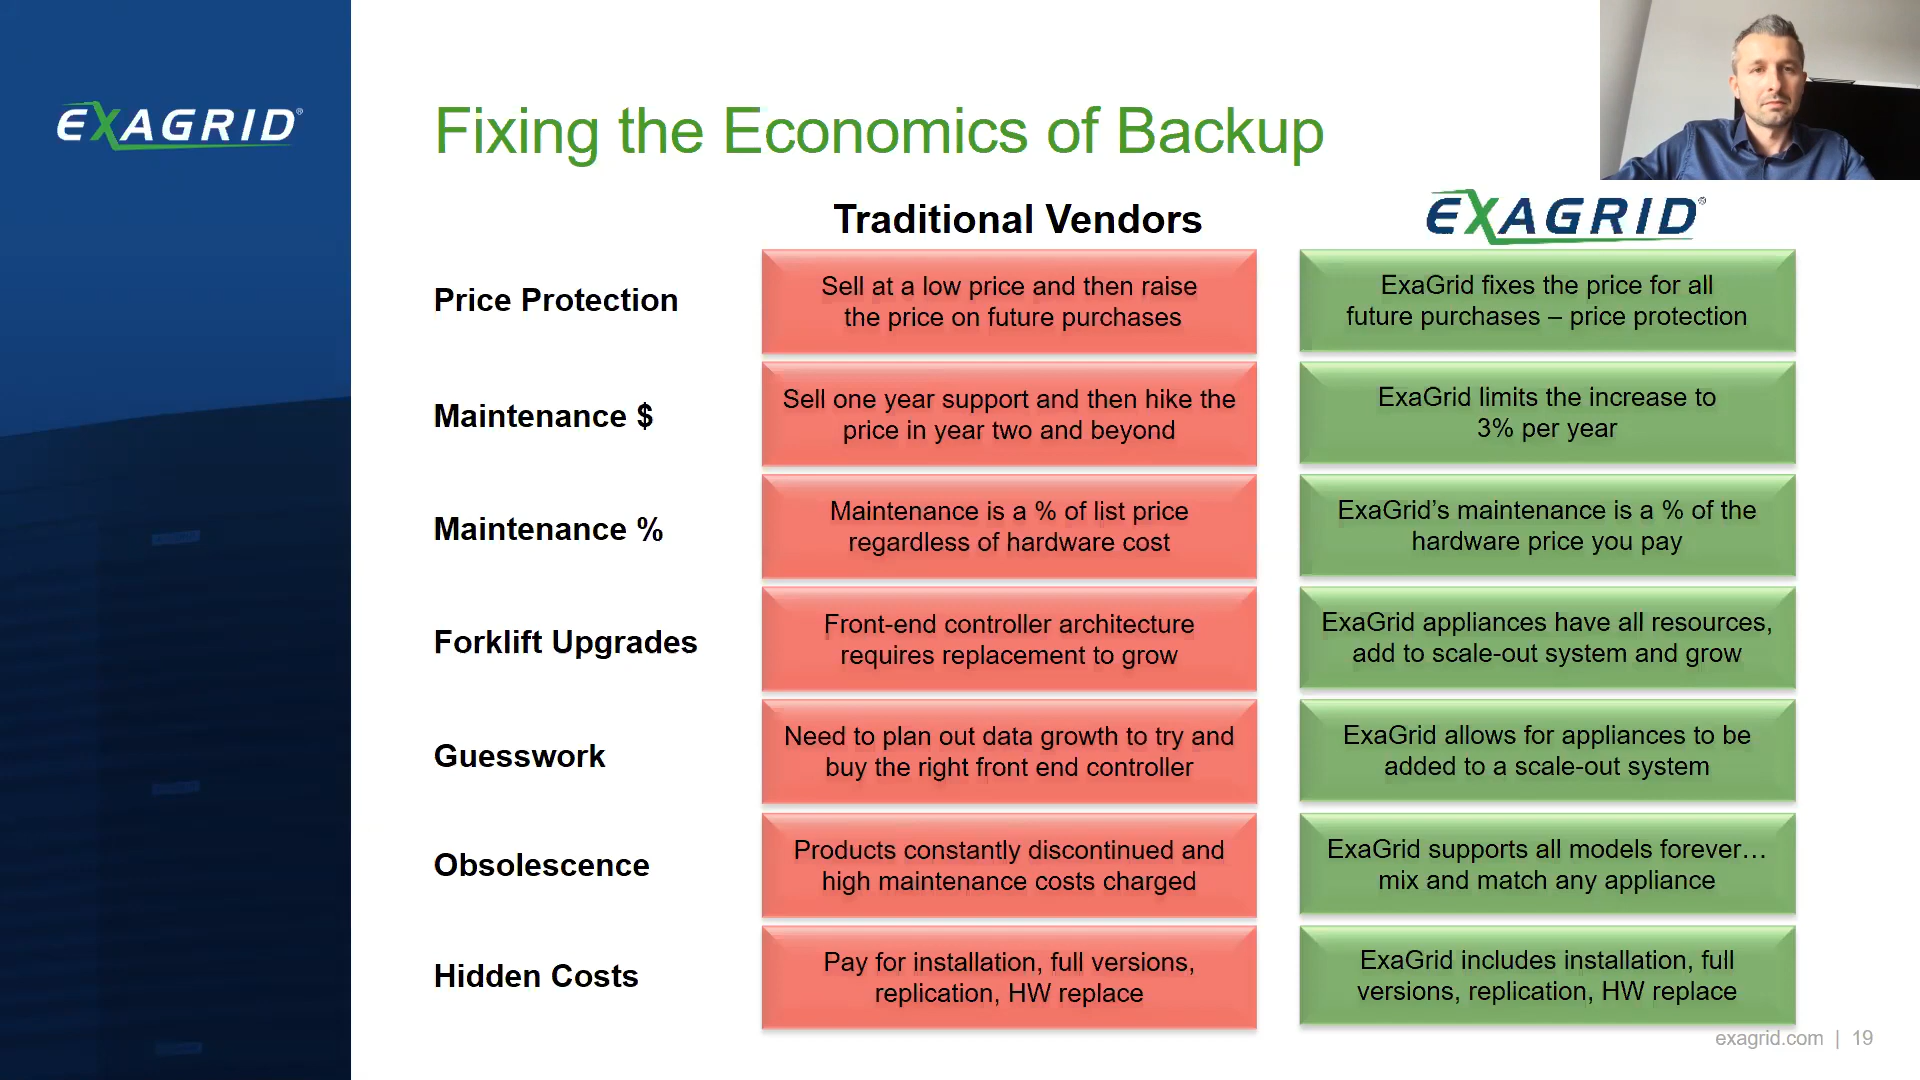 EXAGRID®
Fixing the Economics of Backup
Traditional Vendors
EXAGRID®
Price Protection
Sell at a low price and then raise
the price on future purchases
ExaGrid fixes the price for all
future purchases – price protection
Maintenance $
Sell one year support and then hike the
price in year two and beyond
ExaGrid limits the increase to
3% per year
Maintenance %
Maintenance is a % of list price
regardless of hardware cost
ExaGrid’s maintenance is a % of the
hardware price you pay
Forklift Upgrades
Front-end controller architecture
requires replacement to grow
ExaGrid appliances have all resources,
add to scale-out system and grow
Guesswork
Need to plan out data growth to try and
buy the right front end controller
ExaGrid allows for appliances to be
added to a scale-out system
Obsolescence
Products constantly discontinued and
high maintenance costs charged
ExaGrid supports all models forever…
mix and match any appliance
Hidden Costs
Pay for installation, full versions,
replication, HW replace
ExaGrid includes installation, full
versions, replication, HW replace
exagrid.com | 19